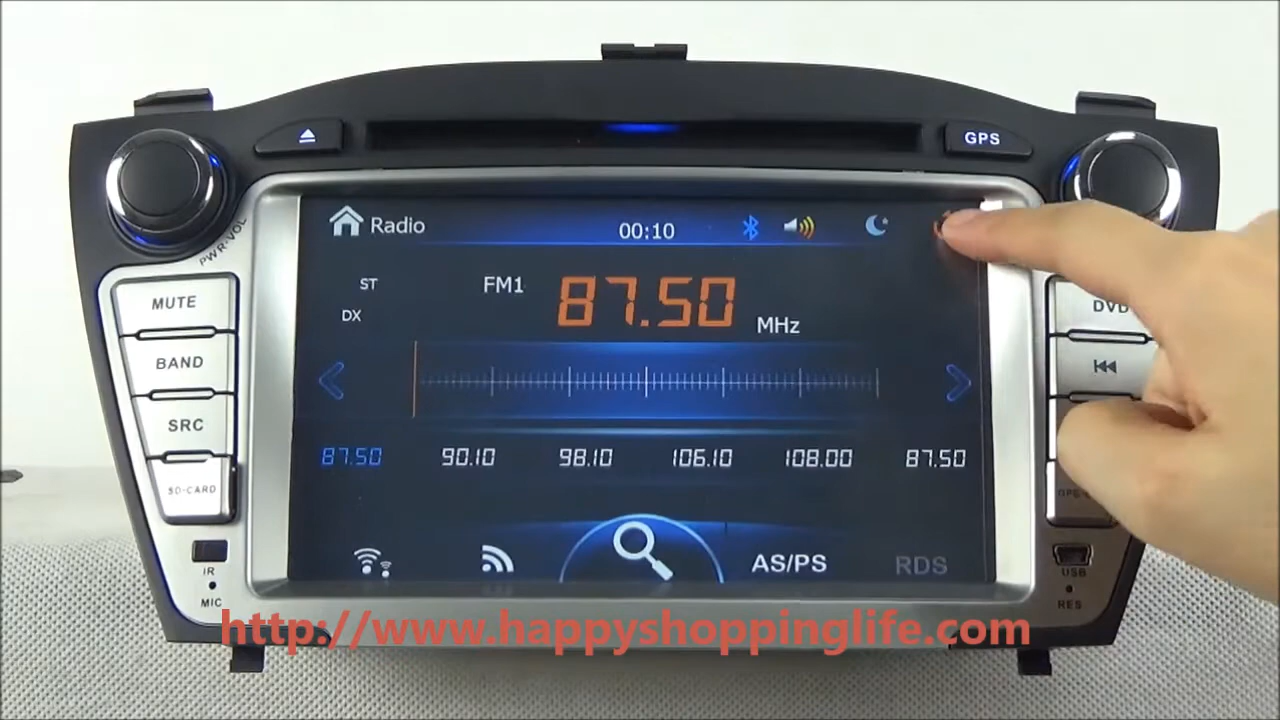 GPS
PWR·VOL
Radio
00:10
MUTE
BAND
SRC
SD-CARD
IR
MIC
ST
DX
FM1
87.50
MHz
87.50 90.10 98.10 106.10 108.00 87.50
AS/PS RDS
DVD
USB
RES
http://www.happyshoppinglife.com